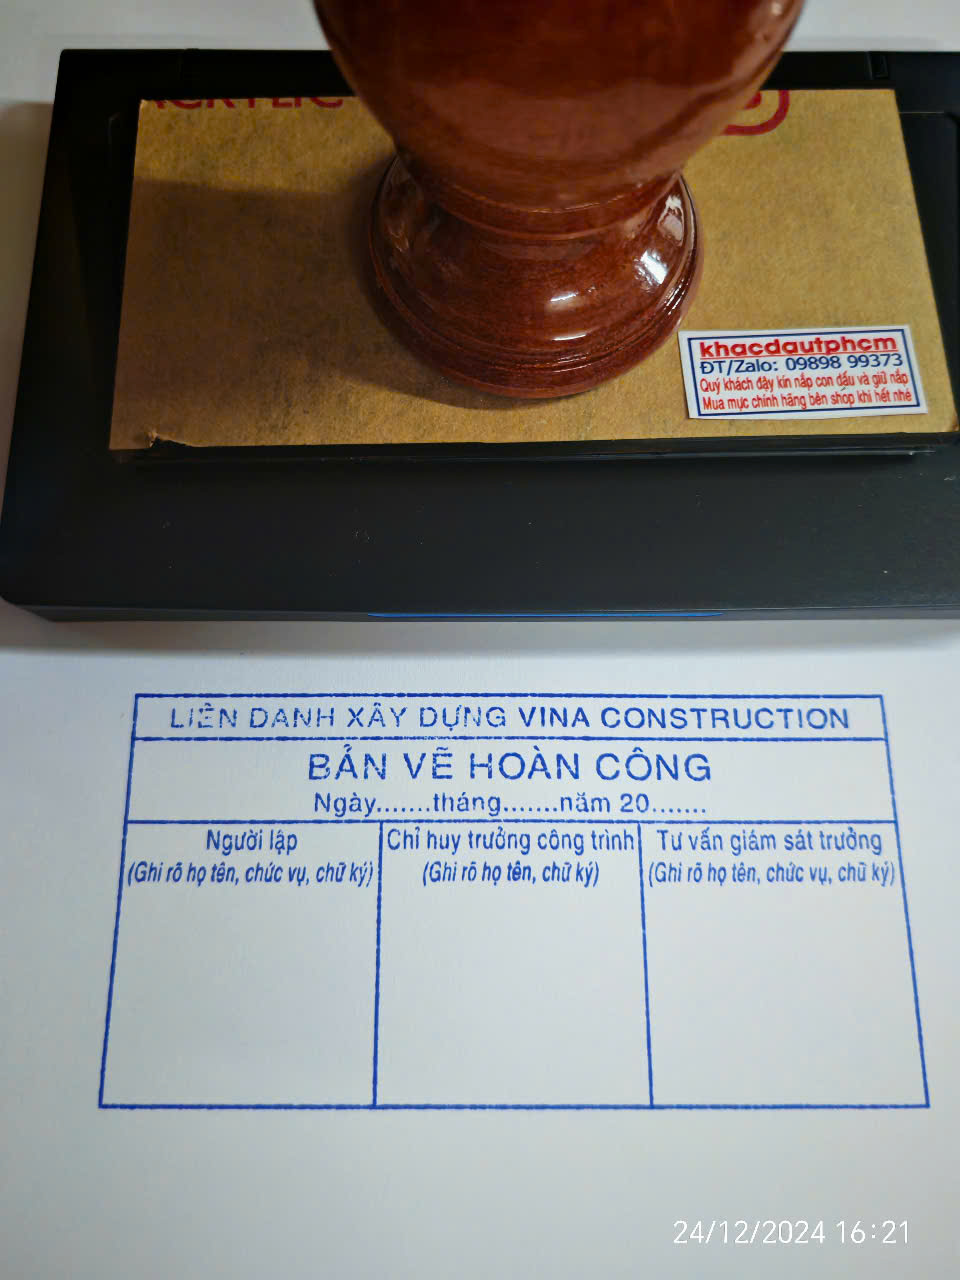 ACRYLIC
khacdautphcm
ĐT/Zalo: 09898 99373
Quý khách đậy kín nắp con dấu và giữ nắp
Mua mực chính hãng bên shop khi hết nhé
LIÊN DANH XÂY DỰNG VINA CONSTRUCTION
BẢN VẼ HOÀN CÔNG
Ngày.......tháng.......năm 20.......
Người lập
(Ghi rõ họ tên, chức vụ, chữ ký)
Chỉ huy trưởng công trình
(Ghi rõ họ tên, chữ ký)
Tư vấn giám sát trưởng
(Ghi rõ họ tên, chức vụ, chữ ký)
24/12/2024 16:21